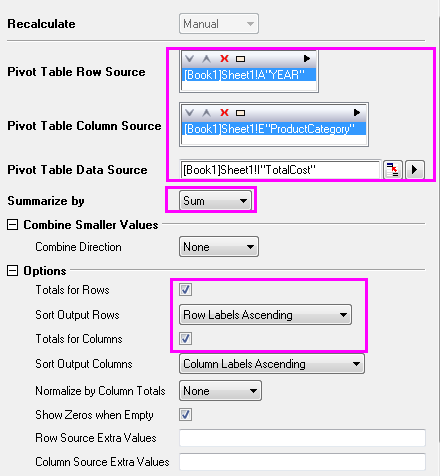 Recalculate Manual
Pivot Table Row Source
[Book1]Sheet1!A"YEAR"
Pivot Table Column Source
[Book1]Sheet1!E"ProductCategory"
Pivot Table Data Source [Book1]Sheet1!I"TotalCost"
Summarize by Sum
Combine Smaller Values
Combine Direction None
Options
Totals for Rows
Sort Output Rows Row Labels Ascending
Totals for Columns
Sort Output Columns Column Labels Ascending
Normalize by Column Totals None
Show Zeros when Empty
Row Source Extra Values
Column Source Extra Values